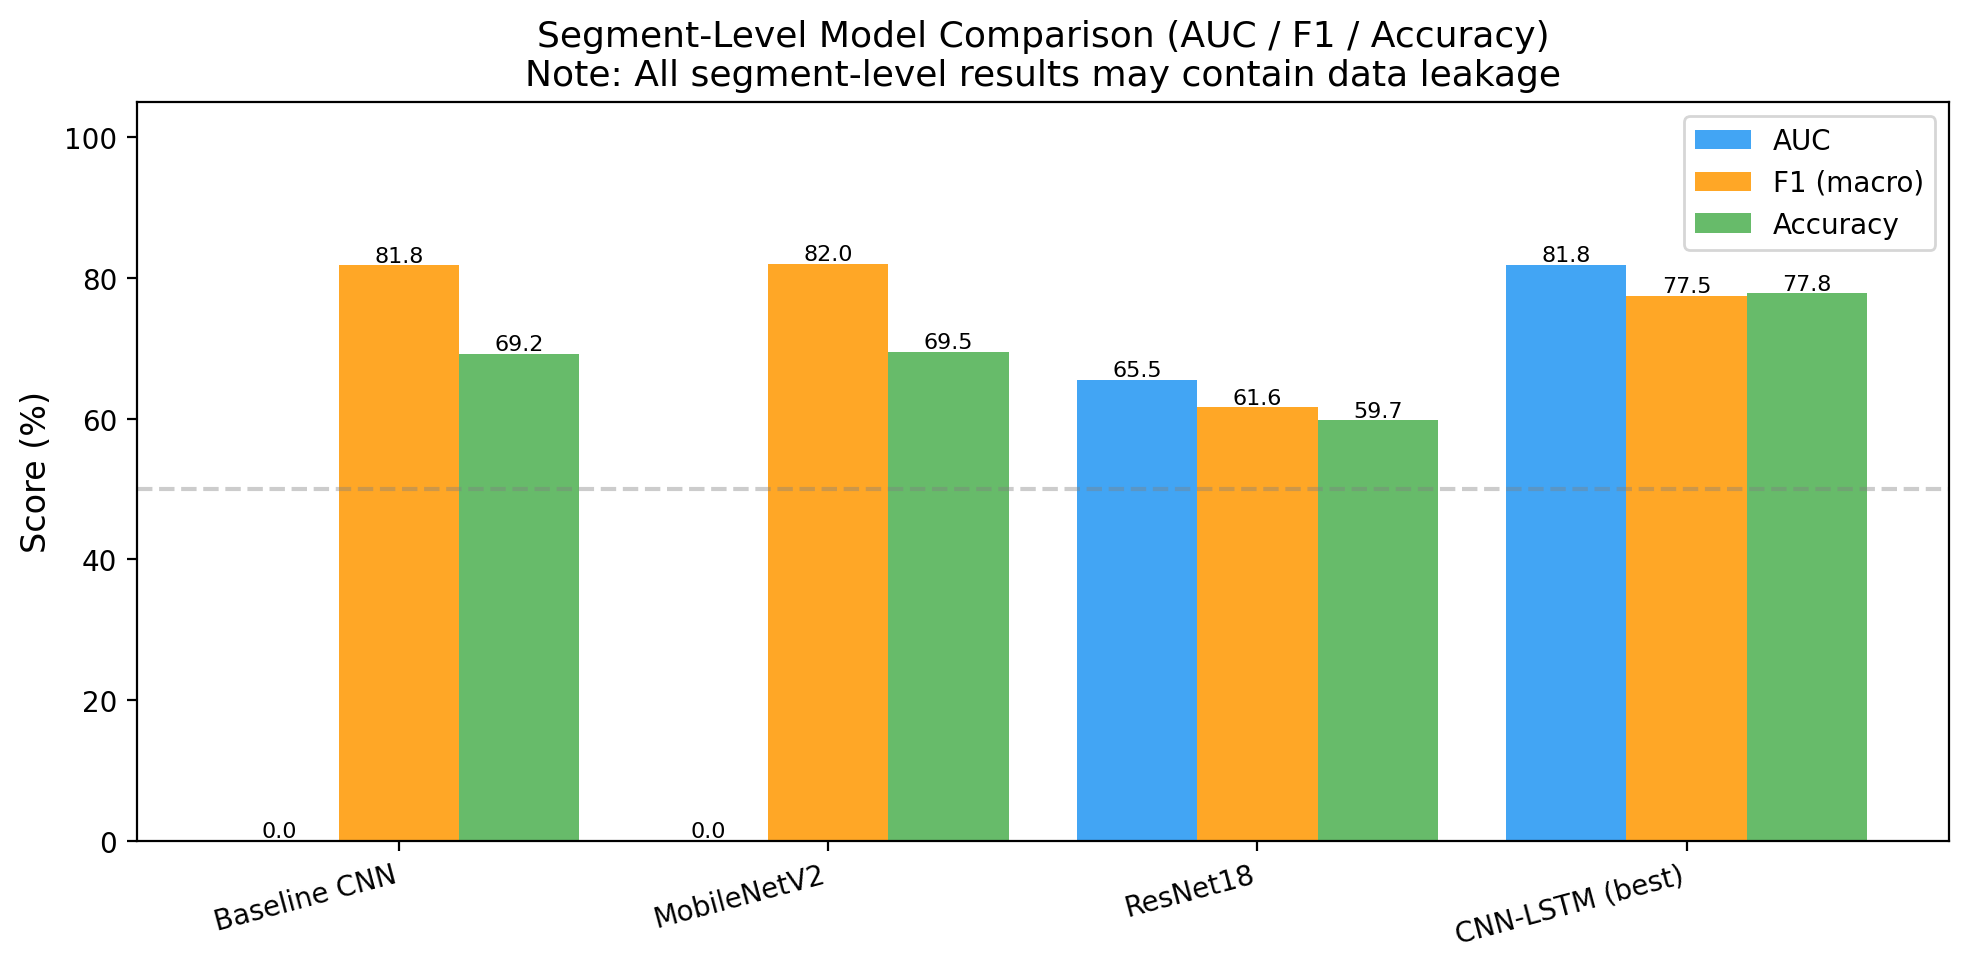 Segment-Level Model Comparison (AUC / F1 / Accuracy)
Note: All segment-level results may contain data leakage
AUC
F1 (macro)
Accuracy
Score (%)
100
80
60
40
20
0
0.0
81.8
69.2
0.0
82.0
69.5
65.5
61.6
59.7
81.8
77.5
77.8
Baseline CNN
MobileNetV2
ResNet18
CNN-LSTM (best)